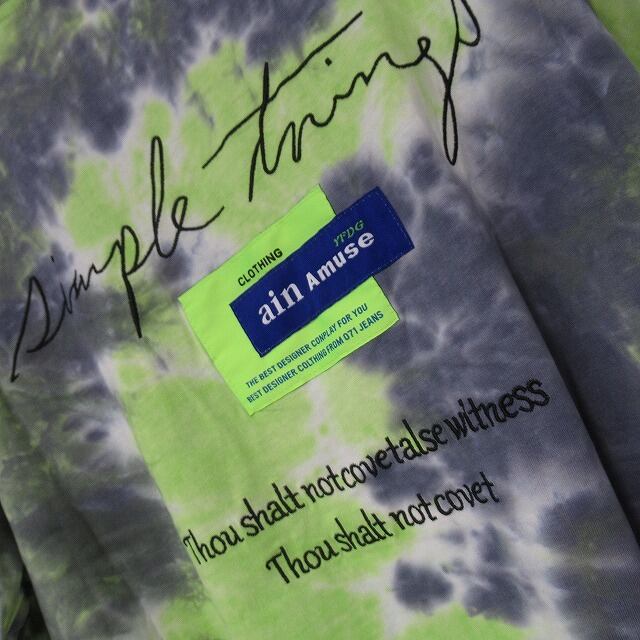 simple things
CLOTHING
YFDG
ain Amuse
THE BEST DESIGNER CONPLAY FOR YOU
BEST DESIGNER COLTHING FROM 071 JEANS
Thou shalt not covetalse witness
Thou shalt not covet